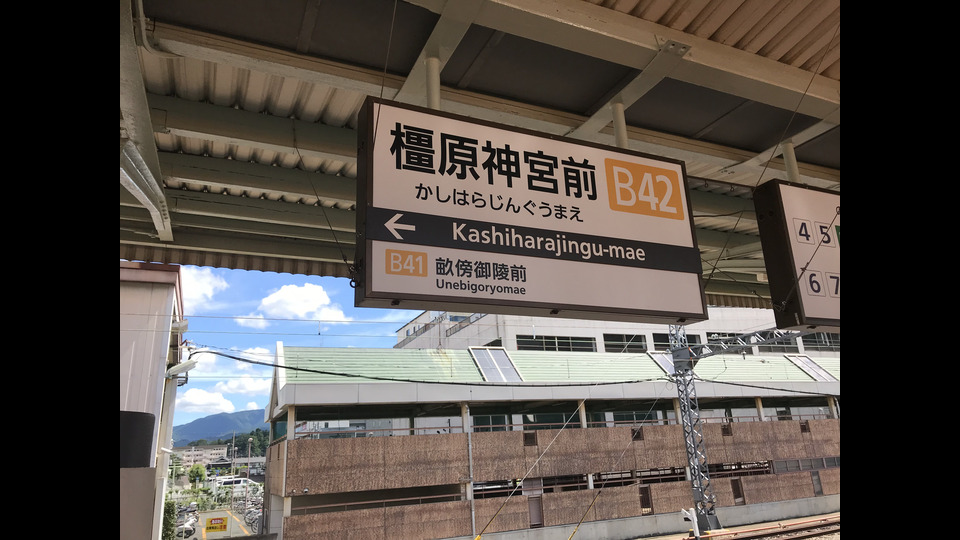 橿原神宮前 B42
かしはらじんぐうまえ
Kashiharajingu-mae
B41 畝傍御陵前
Unebigoryomae
4 5
6 7